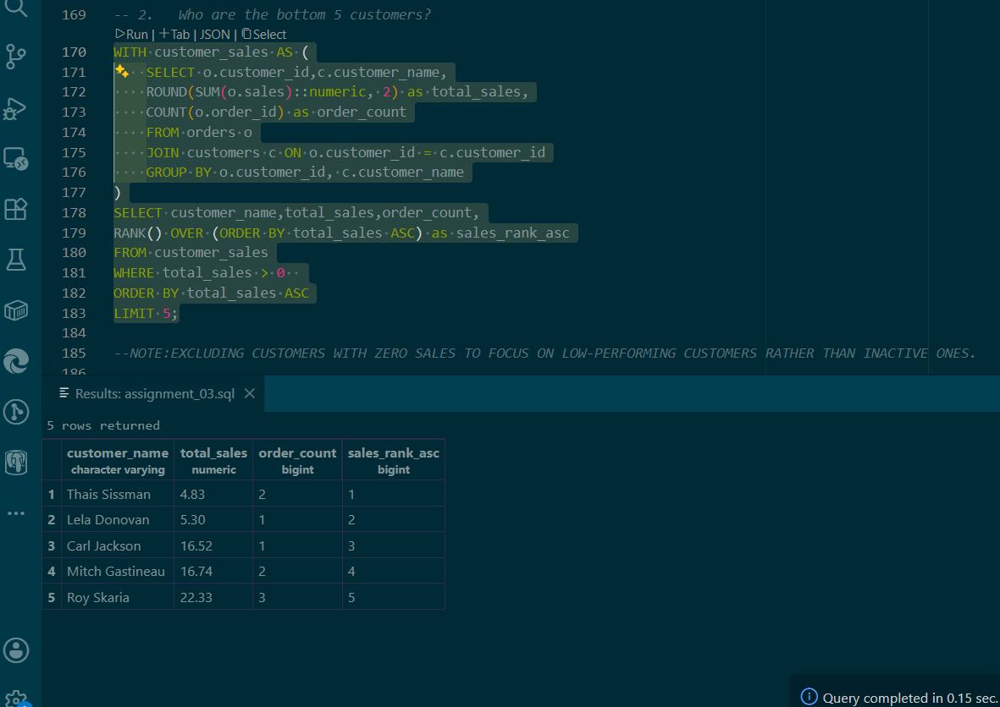 169 -- 2.   Who are the bottom 5 customers?
▷Run | +Tab | JSON | Select
170 WITH customer_sales AS (
171     SELECT o.customer_id,c.customer_name,
172     ROUND(SUM(o.sales)::numeric, 2) as total_sales,
173     COUNT(o.order_id) as order_count
174     FROM orders o
175     JOIN customers c ON o.customer_id = c.customer_id
176     GROUP BY o.customer_id, c.customer_name
177 )
178 SELECT customer_name,total_sales,order_count,
179 RANK() OVER (ORDER BY total_sales ASC) as sales_rank_asc
180 FROM customer_sales
181 WHERE total_sales > 0
182 ORDER BY total_sales ASC
183 LIMIT 5;
184
185 --NOTE:EXCLUDING CUSTOMERS WITH ZERO SALES TO FOCUS ON LOW-PERFORMING CUSTOMERS RATHER THAN INACTIVE ONES.
186
Results: assignment_03.sql ×
5 rows returned
customer_name total_sales order_count sales_rank_asc
character varying numeric bigint bigint
1 Thais Sissman 4.83 2 1
2 Lela Donovan 5.30 1 2
3 Carl Jackson 16.52 1 3
4 Mitch Gastineau 16.74 2 4
5 Roy Skaria 22.33 3 5
Query completed in 0.15 sec.